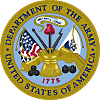 DEPARTMENT OF THE ARMY
UNITED STATES OF AMERICA
1775